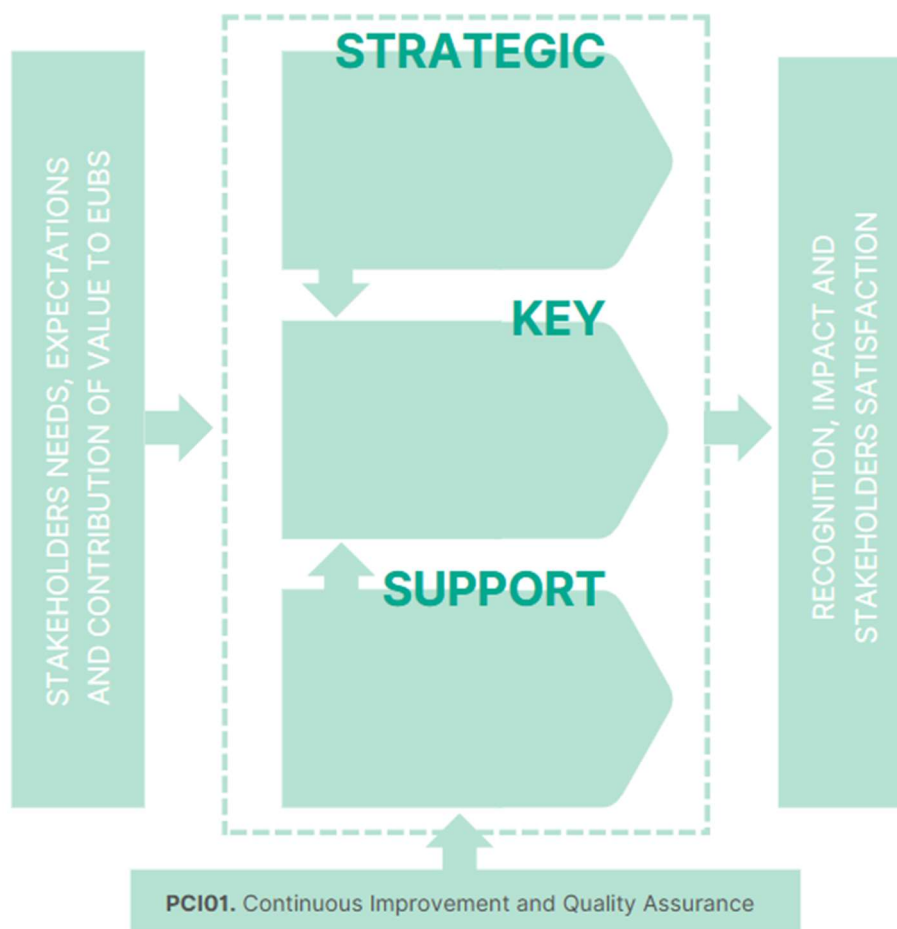 STAKEHOLDERS NEEDS, EXPECTATIONS
AND CONTRIBUTION OF VALUE TO EUBS
STRATEGIC
KEY
SUPPORT
RECOGNITION, IMPACT AND
STAKEHOLDERS SATISFACTION
PCI01. Continuous Improvement and Quality Assurance